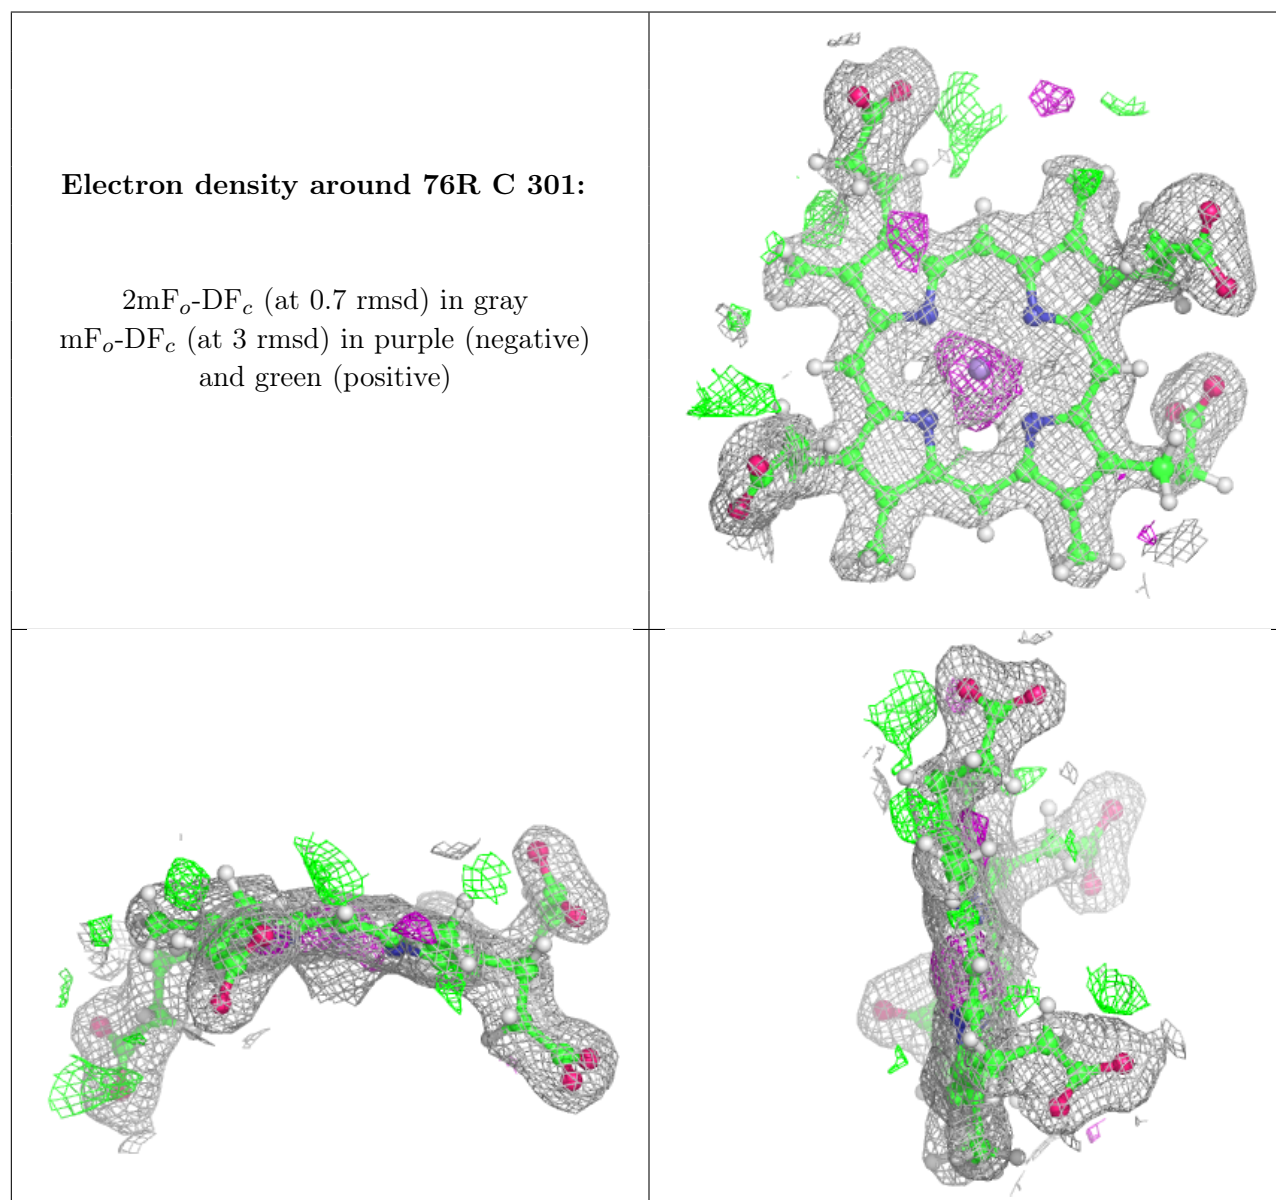 Electron density around 76R C 301:
2mFo-DFc (at 0.7 rmsd) in gray
mFo-DFc (at 3 rmsd) in purple (negative)
and green (positive)